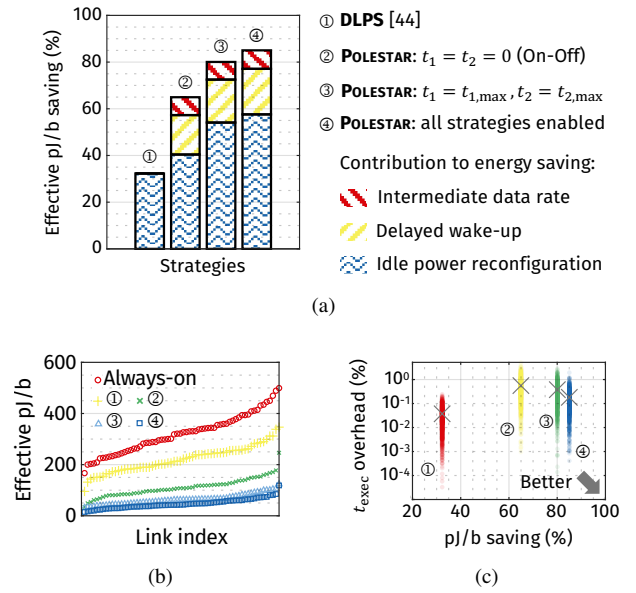 Effective pJ/b saving (%)
100
80
60
40
20
0
①
②
③
④
Strategies
① DLPS [44]
② POLESTAR: t₁ = t₂ = 0 (On-Off)
③ POLESTAR: t₁ = t₁,max , t₂ = t₂,max
④ POLESTAR: all strategies enabled
Contribution to energy saving:
Intermediate data rate
Delayed wake-up
Idle power reconfiguration
(a)
Effective pJ/b
600
400
200
0
Always-on
① ②
③ ④
Link index
(b)
t_exec overhead (%)
10⁰
10⁻¹
10⁻²
10⁻³
10⁻⁴
①
②
③
④
Better
20 40 60 80 100
pJ/b saving (%)
(c)